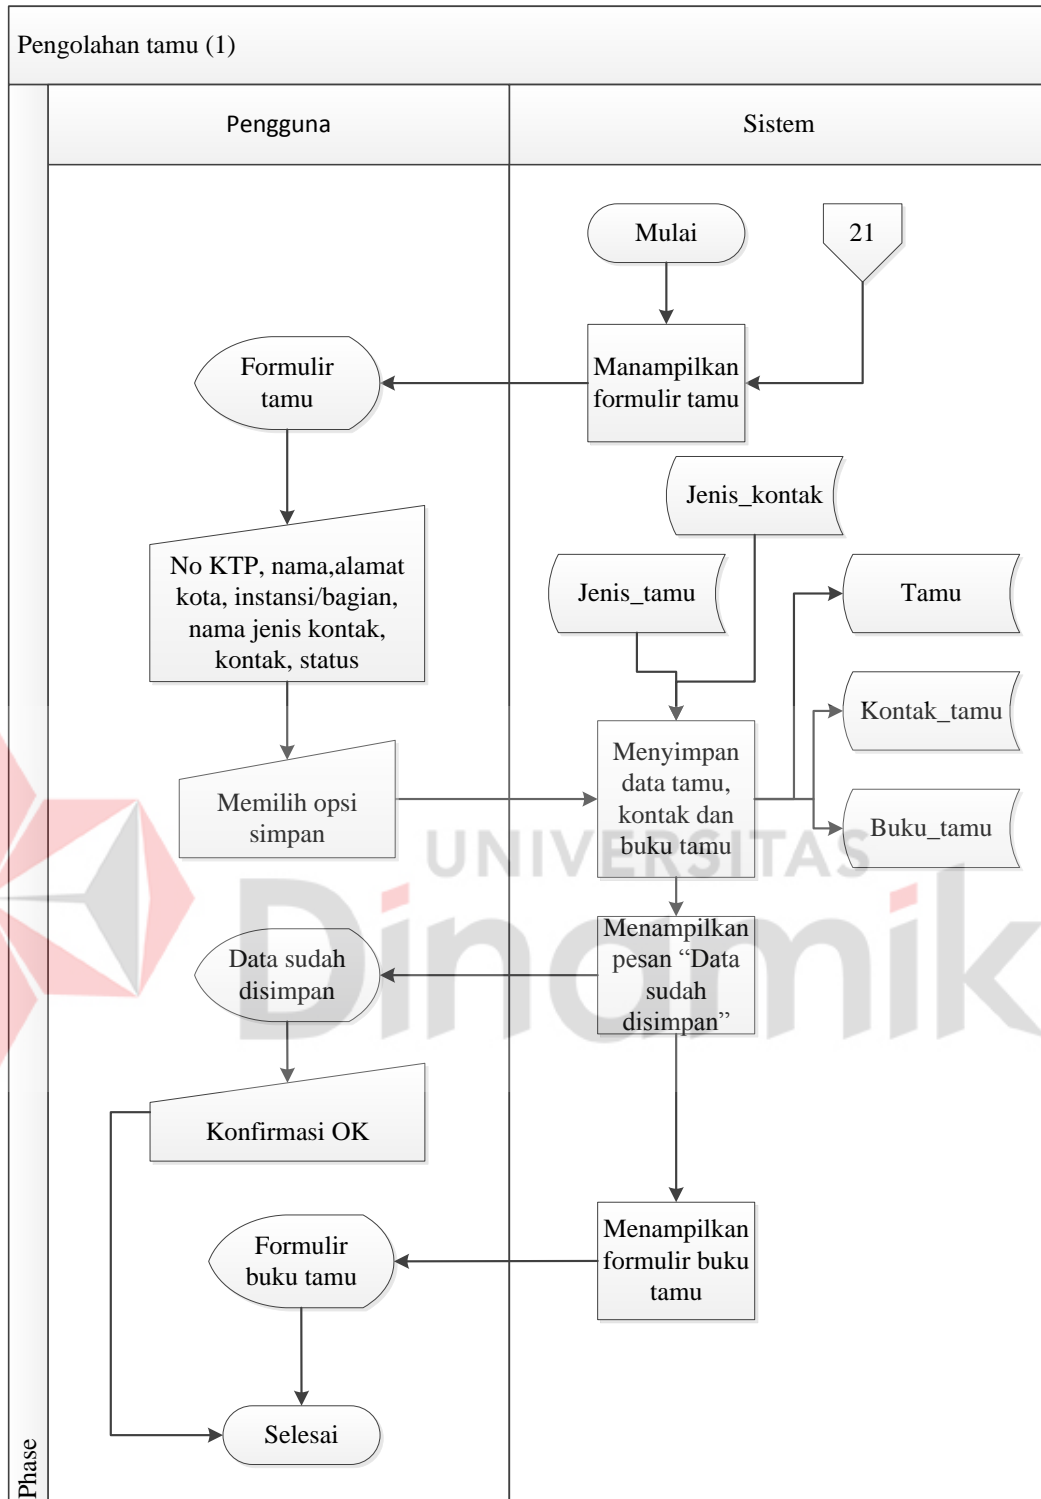 Pengolahan tamu (1)
Pengguna
Sistem
Mulai
21
Formulir
tamu
Manampilkan
formulir tamu
Jenis_kontak
No KTP, nama,alamat
kota, instansi/bagian,
nama jenis kontak,
kontak, status
Jenis_tamu
Tamu
Kontak_tamu
Memilih opsi
simpan
Menyimpan
data tamu,
kontak dan
buku tamu
Buku_tamu
UNIVERSITAS
Dinamik
Data sudah
disimpan
Menampilkan
pesan “Data
sudah
disimpan”
Konfirmasi OK
Formulir
buku tamu
Menampilkan
formulir buku
tamu
Selesai
Phase